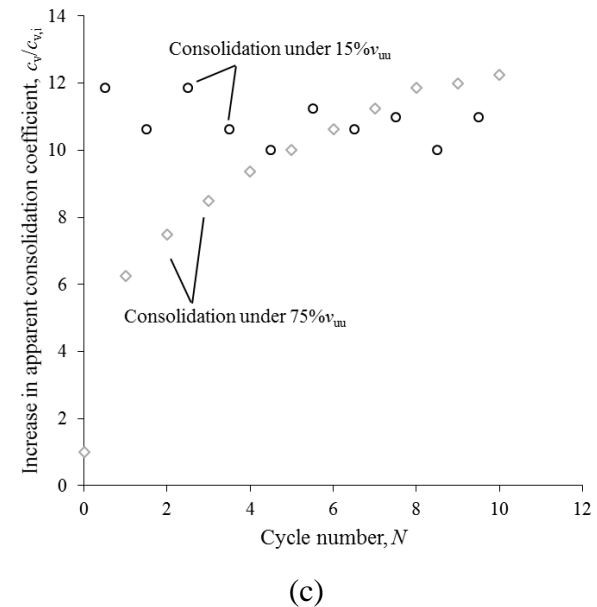 14
Consolidation under 15%vuu
12
10
8
6
Consolidation under 75%vuu
4
2
0
Increase in apparent consolidation coefficient, cv/cv,i
0 2 4 6 8 10 12
Cycle number, N
(c)